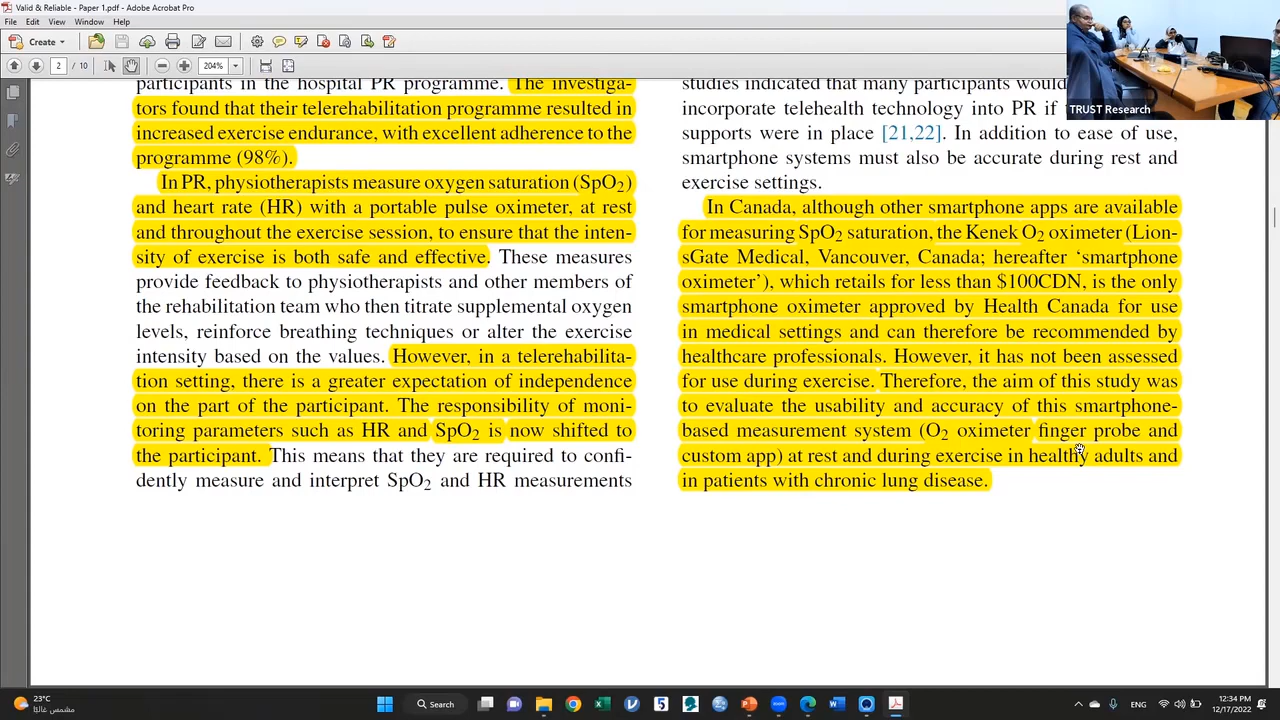 Valid & Reliable - Paper 1.pdf - Adobe Acrobat Pro
File Edit View Window Help
Create
2 / 10
204%
TRUST Research
participants in the hospital PR programme. The investiga-
tors found that their telerehabilitation programme resulted in
increased exercise endurance, with excellent adherence to the
programme (98%).
In PR, physiotherapists measure oxygen saturation (SpO2)
and heart rate (HR) with a portable pulse oximeter, at rest
and throughout the exercise session, to ensure that the inten-
sity of exercise is both safe and effective. These measures
provide feedback to physiotherapists and other members of
the rehabilitation team who then titrate supplemental oxygen
levels, reinforce breathing techniques or alter the exercise
intensity based on the values. However, in a telerehabilita-
tion setting, there is a greater expectation of independence
on the part of the participant. The responsibility of moni-
toring parameters such as HR and SpO2 is now shifted to
the participant. This means that they are required to confi-
dently measure and interpret SpO2 and HR measurements
studies indicated that many participants would
incorporate telehealth technology into PR if
supports were in place [21,22]. In addition to ease of use,
smartphone systems must also be accurate during rest and
exercise settings.
In Canada, although other smartphone apps are available
for measuring SpO2 saturation, the Kenek O2 oximeter (Lion-
sGate Medical, Vancouver, Canada; hereafter ‘smartphone
oximeter’), which retails for less than $100CDN, is the only
smartphone oximeter approved by Health Canada for use
in medical settings and can therefore be recommended by
healthcare professionals. However, it has not been assessed
for use during exercise. Therefore, the aim of this study was
to evaluate the usability and accuracy of this smartphone-
based measurement system (O2 oximeter finger probe and
custom app) at rest and during exercise in healthy adults and
in patients with chronic lung disease.
23°C
مشمس غالبًا
Search
ENG
12:34 PM
12/17/2022